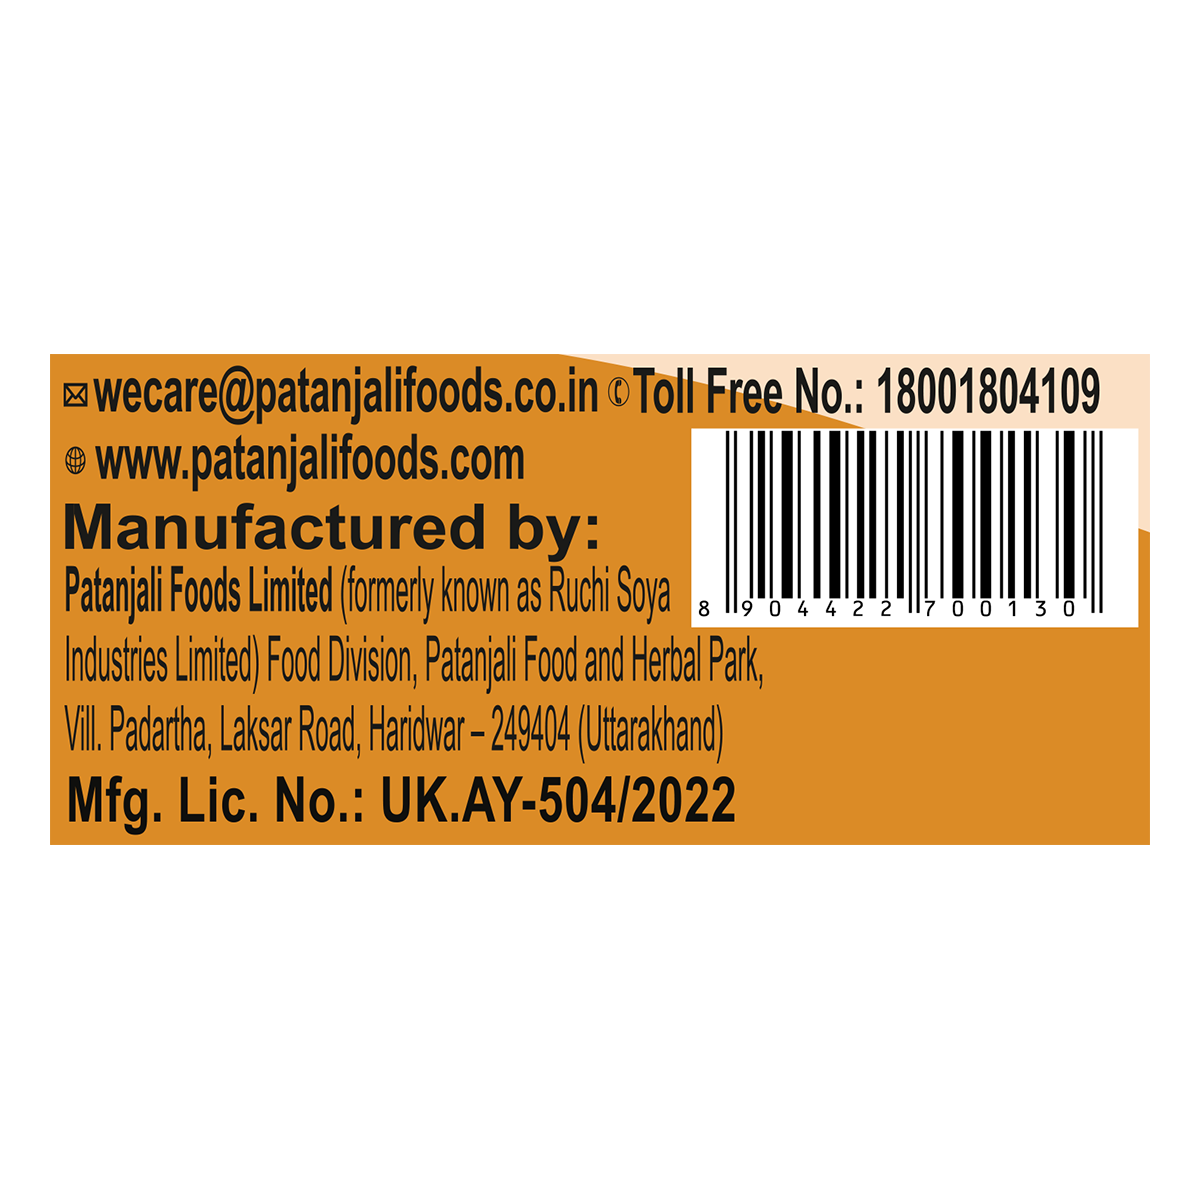 wecare@patanjalifoods.co.in Toll Free No.: 18001804109
www.patanjalifoods.com
Manufactured by:
Patanjali Foods Limited (formerly known as Ruchi Soya
Industries Limited) Food Division, Patanjali Food and Herbal Park,
Vill. Padartha, Laksar Road, Haridwar – 249404 (Uttarakhand)
Mfg. Lic. No.: UK.AY-504/2022
8 904422 700130